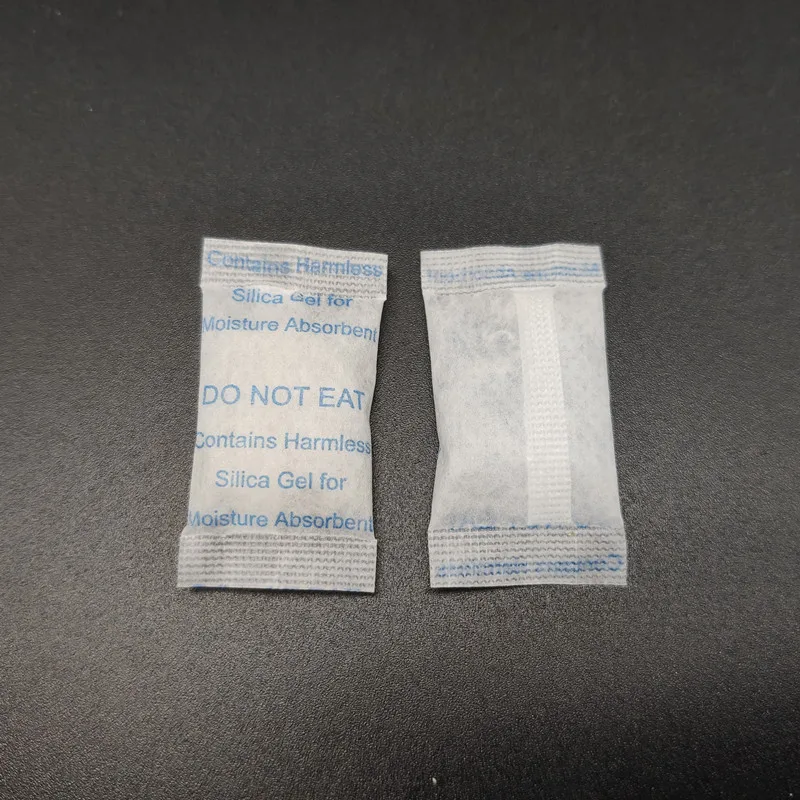 Contains Harmless
Silica Gel for
Moisture Absorbent
DO NOT EAT
Contains Harmless
Silica Gel for
Moisture Absorbent